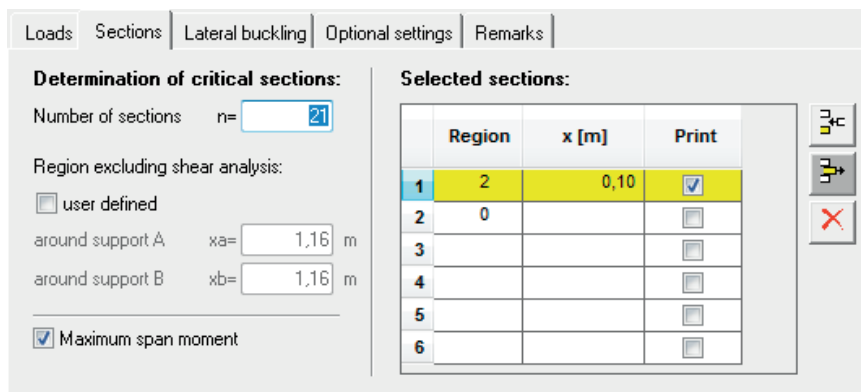 Loads Sections Lateral buckling Optional settings Remarks
Determination of critical sections:
Number of sections n= 21
Region excluding shear analysis:
user defined
around support A xa= 1,16 m
around support B xb= 1,16 m
Maximum span moment
Selected sections:
Region x [m] Print
1 2 0,10
2 0
3
4
5
6